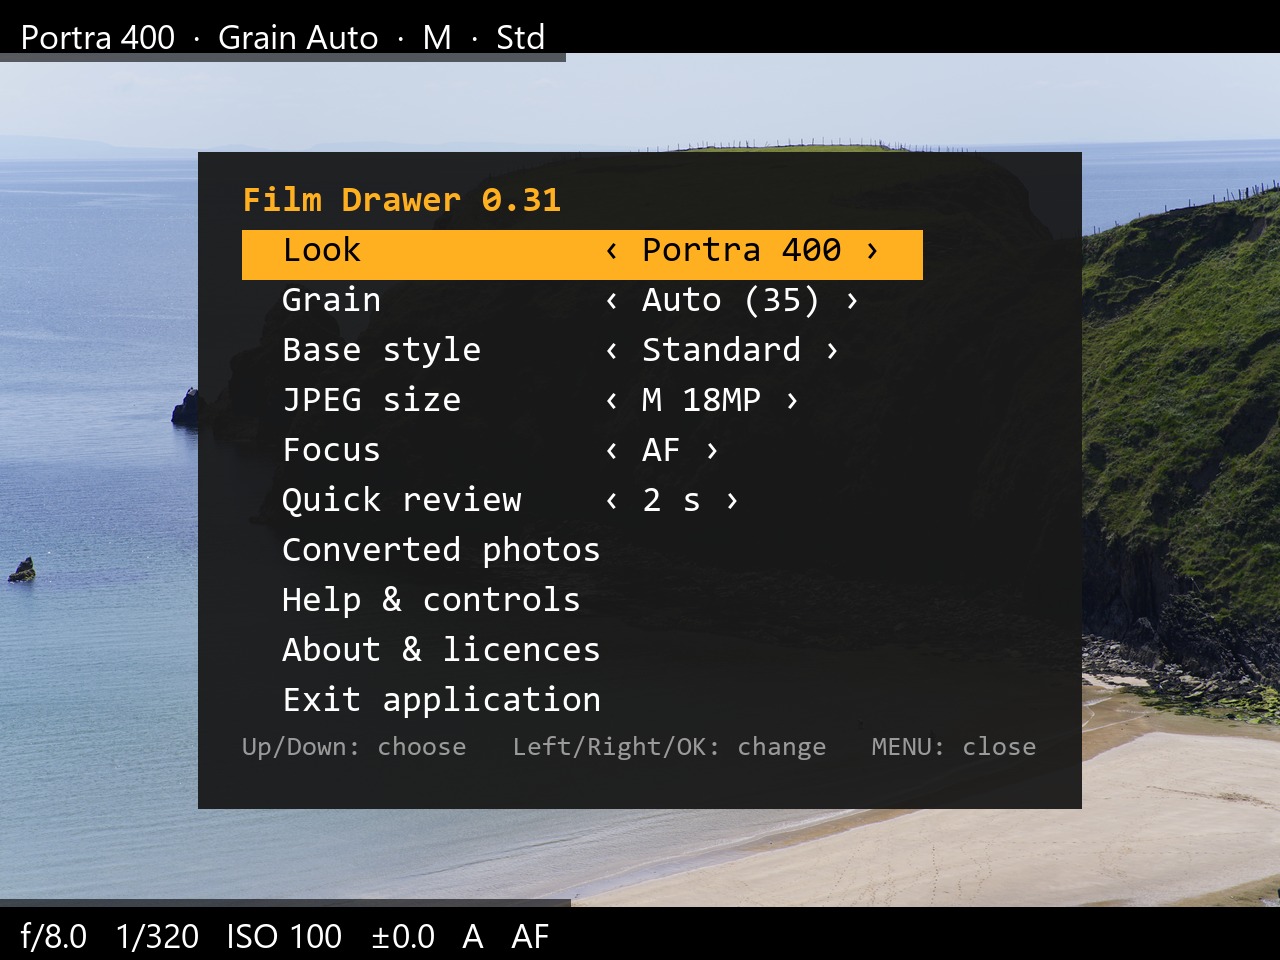 Portra 400 · Grain Auto · M · Std
Film Drawer 0.31
Look ‹ Portra 400 ›
Grain ‹ Auto (35) ›
Base style ‹ Standard ›
JPEG size ‹ M 18MP ›
Focus ‹ AF ›
Quick review ‹ 2 s ›
Converted photos
Help & controls
About & licences
Exit application
Up/Down: choose Left/Right/OK: change MENU: close
f/8.0 1/320 ISO 100 ±0.0 A AF